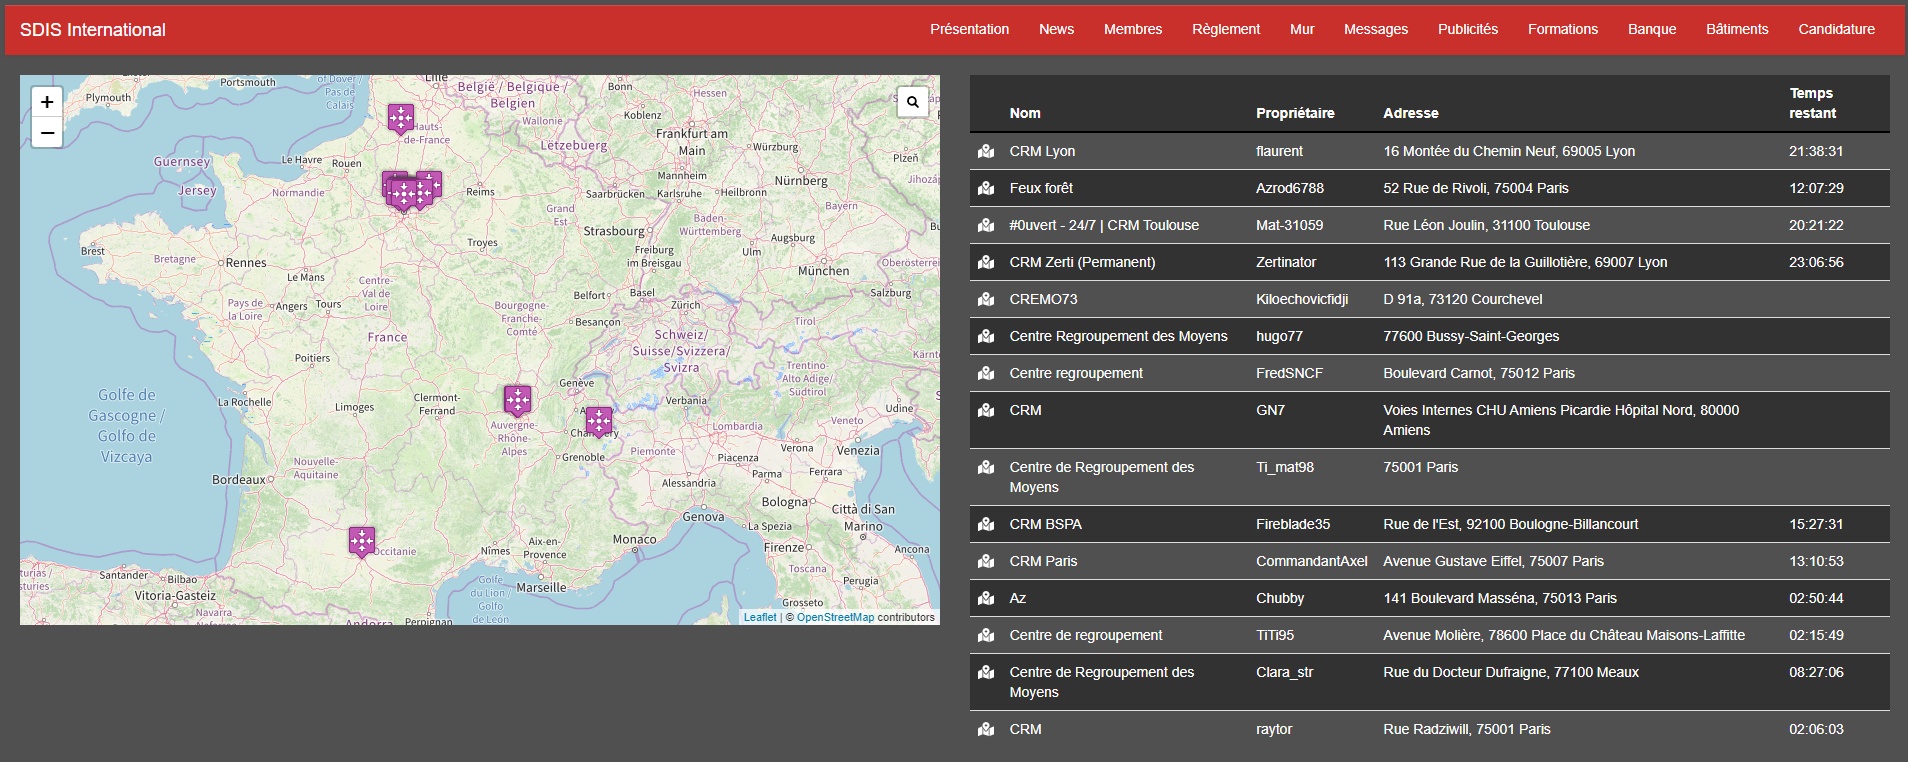 SDIS International
Présentation News Membres Règlement Mur Messages Publicités Formations Banque Bâtiments Candidature
+
−
Plymouth
Portsmouth
of Dover /
Pas de
Calais
Lille
België / Belgique /
Belgien
Bonn
Koblenz
Hessen
Frankfurt am
Main
Würzburg
Plzeň
Wallonie
Lëtzebuerg
Hauts-
de-France
Guernsey
Jersey
Le Havre
Rouen
Normandie
Reims
Saarbrücken
Mannheim
Karlsruhe
Heilbronn
Nürnberg
Jihozáp
Grand
Est
Strasbourg
Baden-
Württemberg
Bayern
Ulm
Augsburg
München
Brest
Bretagne
Rennes
Le Mans
Troyes
Freiburg
im Breisgau
Oberösterrei
Salzburg
Pays de
la Loire
Angers
Tours
Centre-
Val de
Loire
Bourgogne-
Franche-
Comté
Belfort
Basel
Zürich
Besançon
France
Schweiz/
Suisse/Svizzera/
Svizra
Tirol
Kärnt
Poitiers
Trentino-
Alto Adige/
Südtirol
Golfe de
Gascogne /
Golfo de
Vizcaya
La Rochelle
Limoges
Clermont-
Ferrand
Genève
Verbania
Udine
Auvergne-
Rhône-
Alpes
Lombardia
Veneto
Grenoble
Piemonte
Piacenza
Verona
Venezia
Parma
Ferrara
Nouvelle-
Aquitaine
Bordeaux
Alessandria
Bologna
Genova
La Spezia
Città di San
Marino
Occitanie
Nîmes
Aix-en-
Provence
Monaco
Firenze
Ancona
Toscana
Marseille
Santander
Bilbao
Vitoria-Gasteiz
Navarra
Golfe
du Lion /
Golfo
de León
Perugia
Grosseto
Andorra
Perpignan
Leaflet | © OpenStreetMap contributors
Nom Propriétaire Adresse Temps
restant
CRM Lyon flaurent 16 Montée du Chemin Neuf, 69005 Lyon 21:38:31
Feux forêt Azrod6788 52 Rue de Rivoli, 75004 Paris 12:07:29
#0uvert - 24/7 | CRM Toulouse Mat-31059 Rue Léon Joulin, 31100 Toulouse 20:21:22
CRM Zerti (Permanent) Zertinator 113 Grande Rue de la Guillotière, 69007 Lyon 23:06:56
CREMO73 Kiloechovicfidji D 91a, 73120 Courchevel
Centre Regroupement des Moyens hugo77 77600 Bussy-Saint-Georges
Centre regroupement FredSNCF Boulevard Carnot, 75012 Paris
CRM GN7 Voies Internes CHU Amiens Picardie Hôpital Nord, 80000
Amiens
Centre de Regroupement des Ti_mat98 75001 Paris
Moyens
CRM BSPA Fireblade35 Rue de l'Est, 92100 Boulogne-Billancourt 15:27:31
CRM Paris CommandantAxel Avenue Gustave Eiffel, 75007 Paris 13:10:53
Az Chubby 141 Boulevard Masséna, 75013 Paris 02:50:44
Centre de regroupement TiTi95 Avenue Molière, 78600 Place du Château Maisons-Laffitte 02:15:49
Centre de Regroupement des Clara_str Rue du Docteur Dufraigne, 77100 Meaux 08:27:06
Moyens
CRM raytor Rue Radziwill, 75001 Paris 02:06:03